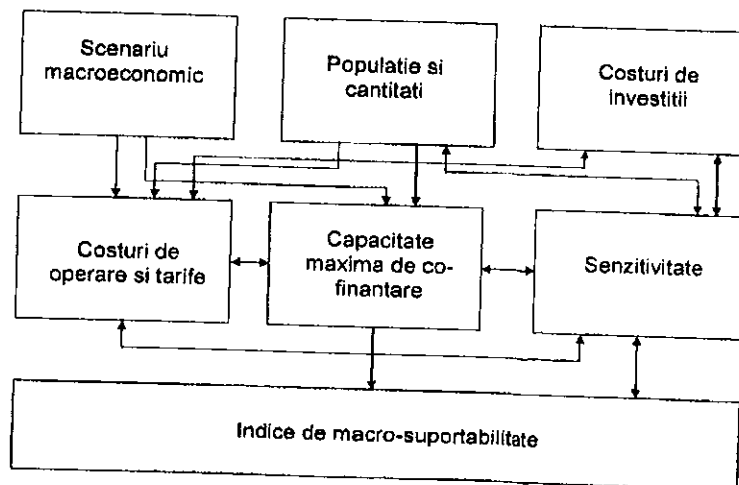 Scenariu
macroeconomic
Populatie si
cantitati
Costuri de
investitii
Costuri de
operare si tarife
Capacitate
maxima de co-
finantare
Senzitivitate
Indice de macro-suportabilitate